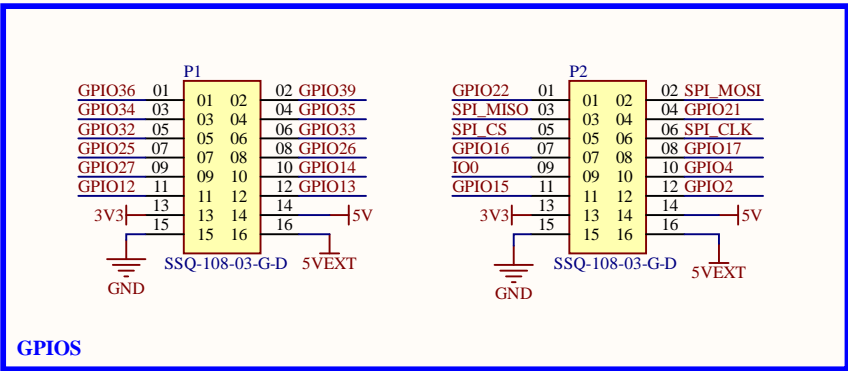 P1
GPIO36 01 01 02 02 GPIO39
GPIO34 03 03 04 04 GPIO35
GPIO32 05 05 06 06 GPIO33
GPIO25 07 07 08 08 GPIO26
GPIO27 09 09 10 10 GPIO14
GPIO12 11 11 12 12 GPIO13
3V3 13 13 14 14 5V
15 15 16 16
GND
SSQ-108-03-G-D
5VEXT
P2
GPIO22 01 01 02 02 SPI_MOSI
SPI_MISO 03 03 04 04 GPIO21
SPI_CS 05 05 06 06 SPI_CLK
GPIO16 07 07 08 08 GPIO17
IO0 09 09 10 10 GPIO4
GPIO15 11 11 12 12 GPIO2
3V3 13 13 14 14 5V
15 15 16 16
GND
SSQ-108-03-G-D
5VEXT
GPIOS